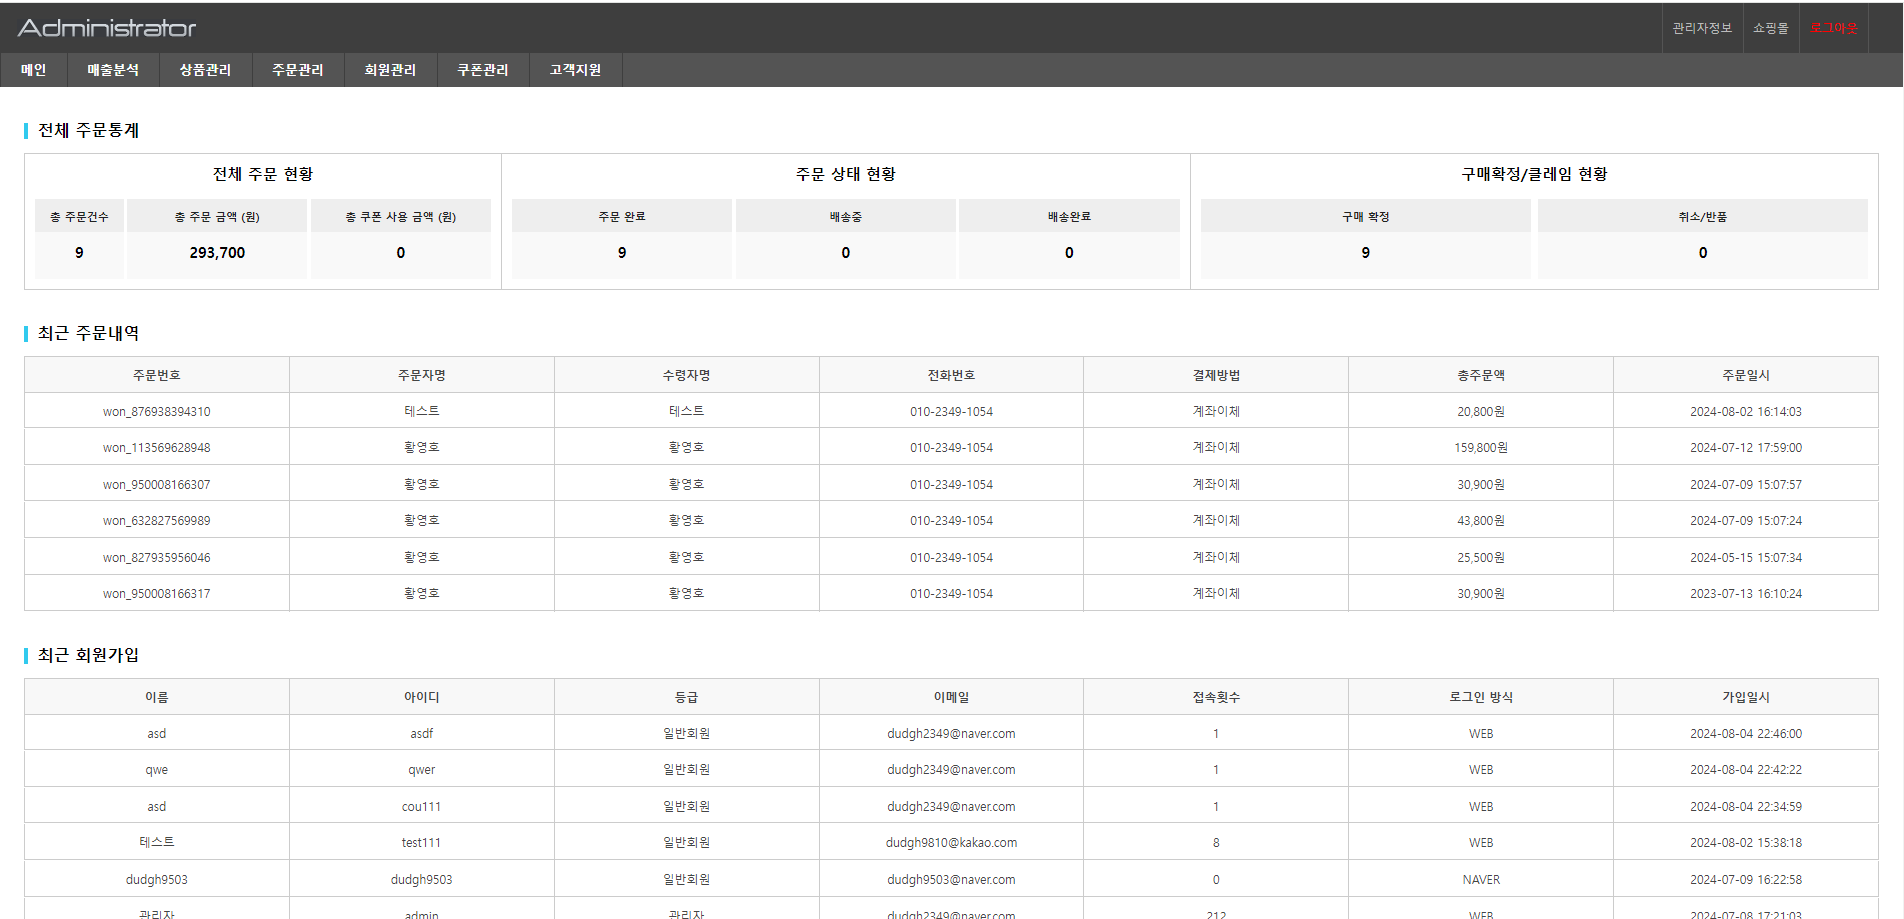 Administrator
관리자정보 쇼핑몰 로그아웃
메인 매출분석 상품관리 주문관리 회원관리 쿠폰관리 고객지원
전체 주문통계
전체 주문 현황 주문 상태 현황 구매확정/클레임 현황
총 주문건수 총 주문 금액 (원) 총 쿠폰 사용 금액 (원) 주문 완료 배송중 배송완료 구매 확정 취소/반품
9 293,700 0 9 0 0 9 0
최근 주문내역
주문번호 주문자명 수령자명 전화번호 결제방법 총주문액 주문일시
won_876938394310 테스트 테스트 010-2349-1054 계좌이체 20,800원 2024-08-02 16:14:03
won_113569628948 황영호 황영호 010-2349-1054 계좌이체 159,800원 2024-07-12 17:59:00
won_950008166307 황영호 황영호 010-2349-1054 계좌이체 30,900원 2024-07-09 15:07:57
won_632827569989 황영호 황영호 010-2349-1054 계좌이체 43,800원 2024-07-09 15:07:24
won_827935956046 황영호 황영호 010-2349-1054 계좌이체 25,500원 2024-05-15 15:07:34
won_950008166317 황영호 황영호 010-2349-1054 계좌이체 30,900원 2023-07-13 16:10:24
최근 회원가입
이름 아이디 등급 이메일 접속횟수 로그인 방식 가입일시
asd asdf 일반회원 dudgh2349@naver.com 1 WEB 2024-08-04 22:46:00
qwe qwer 일반회원 dudgh2349@naver.com 1 WEB 2024-08-04 22:42:22
asd cou111 일반회원 dudgh2349@naver.com 1 WEB 2024-08-04 22:34:59
테스트 test111 일반회원 dudgh9810@kakao.com 8 WEB 2024-08-02 15:38:18
dudgh9503 dudgh9503 일반회원 dudgh9503@naver.com 0 NAVER 2024-07-09 16:22:58
관리자 admin 관리자 dudgh2349@naver.com 212 WEB 2024-07-08 17:21:03